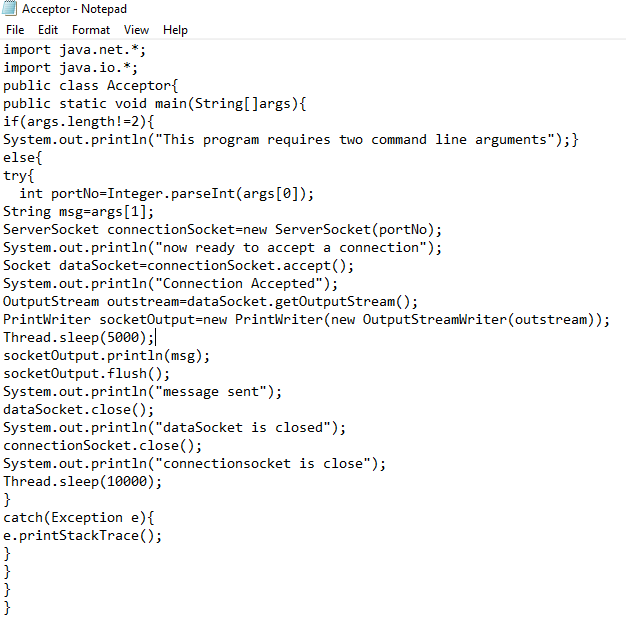 Acceptor - Notepad
File Edit Format View Help
import java.net.*;
import java.io.*;
public class Acceptor{
public static void main(String[]args){
if(args.length!=2){
System.out.println("This program requires two command line arguments");}
else{
try{
  int portNo=Integer.parseInt(args[0]);
String msg=args[1];
ServerSocket connectionSocket=new ServerSocket(portNo);
System.out.println("now ready to accept a connection");
Socket dataSocket=connectionSocket.accept();
System.out.println("Connection Accepted");
OutputStream outstream=dataSocket.getOutputStream();
PrintWriter socketOutput=new PrintWriter(new OutputStreamWriter(outstream));
Thread.sleep(5000);
socketOutput.println(msg);
socketOutput.flush();
System.out.println("message sent");
dataSocket.close();
System.out.println("dataSocket is closed");
connectionSocket.close();
System.out.println("connectionsocket is close");
Thread.sleep(10000);
}
catch(Exception e){
e.printStackTrace();
}
}
}
}